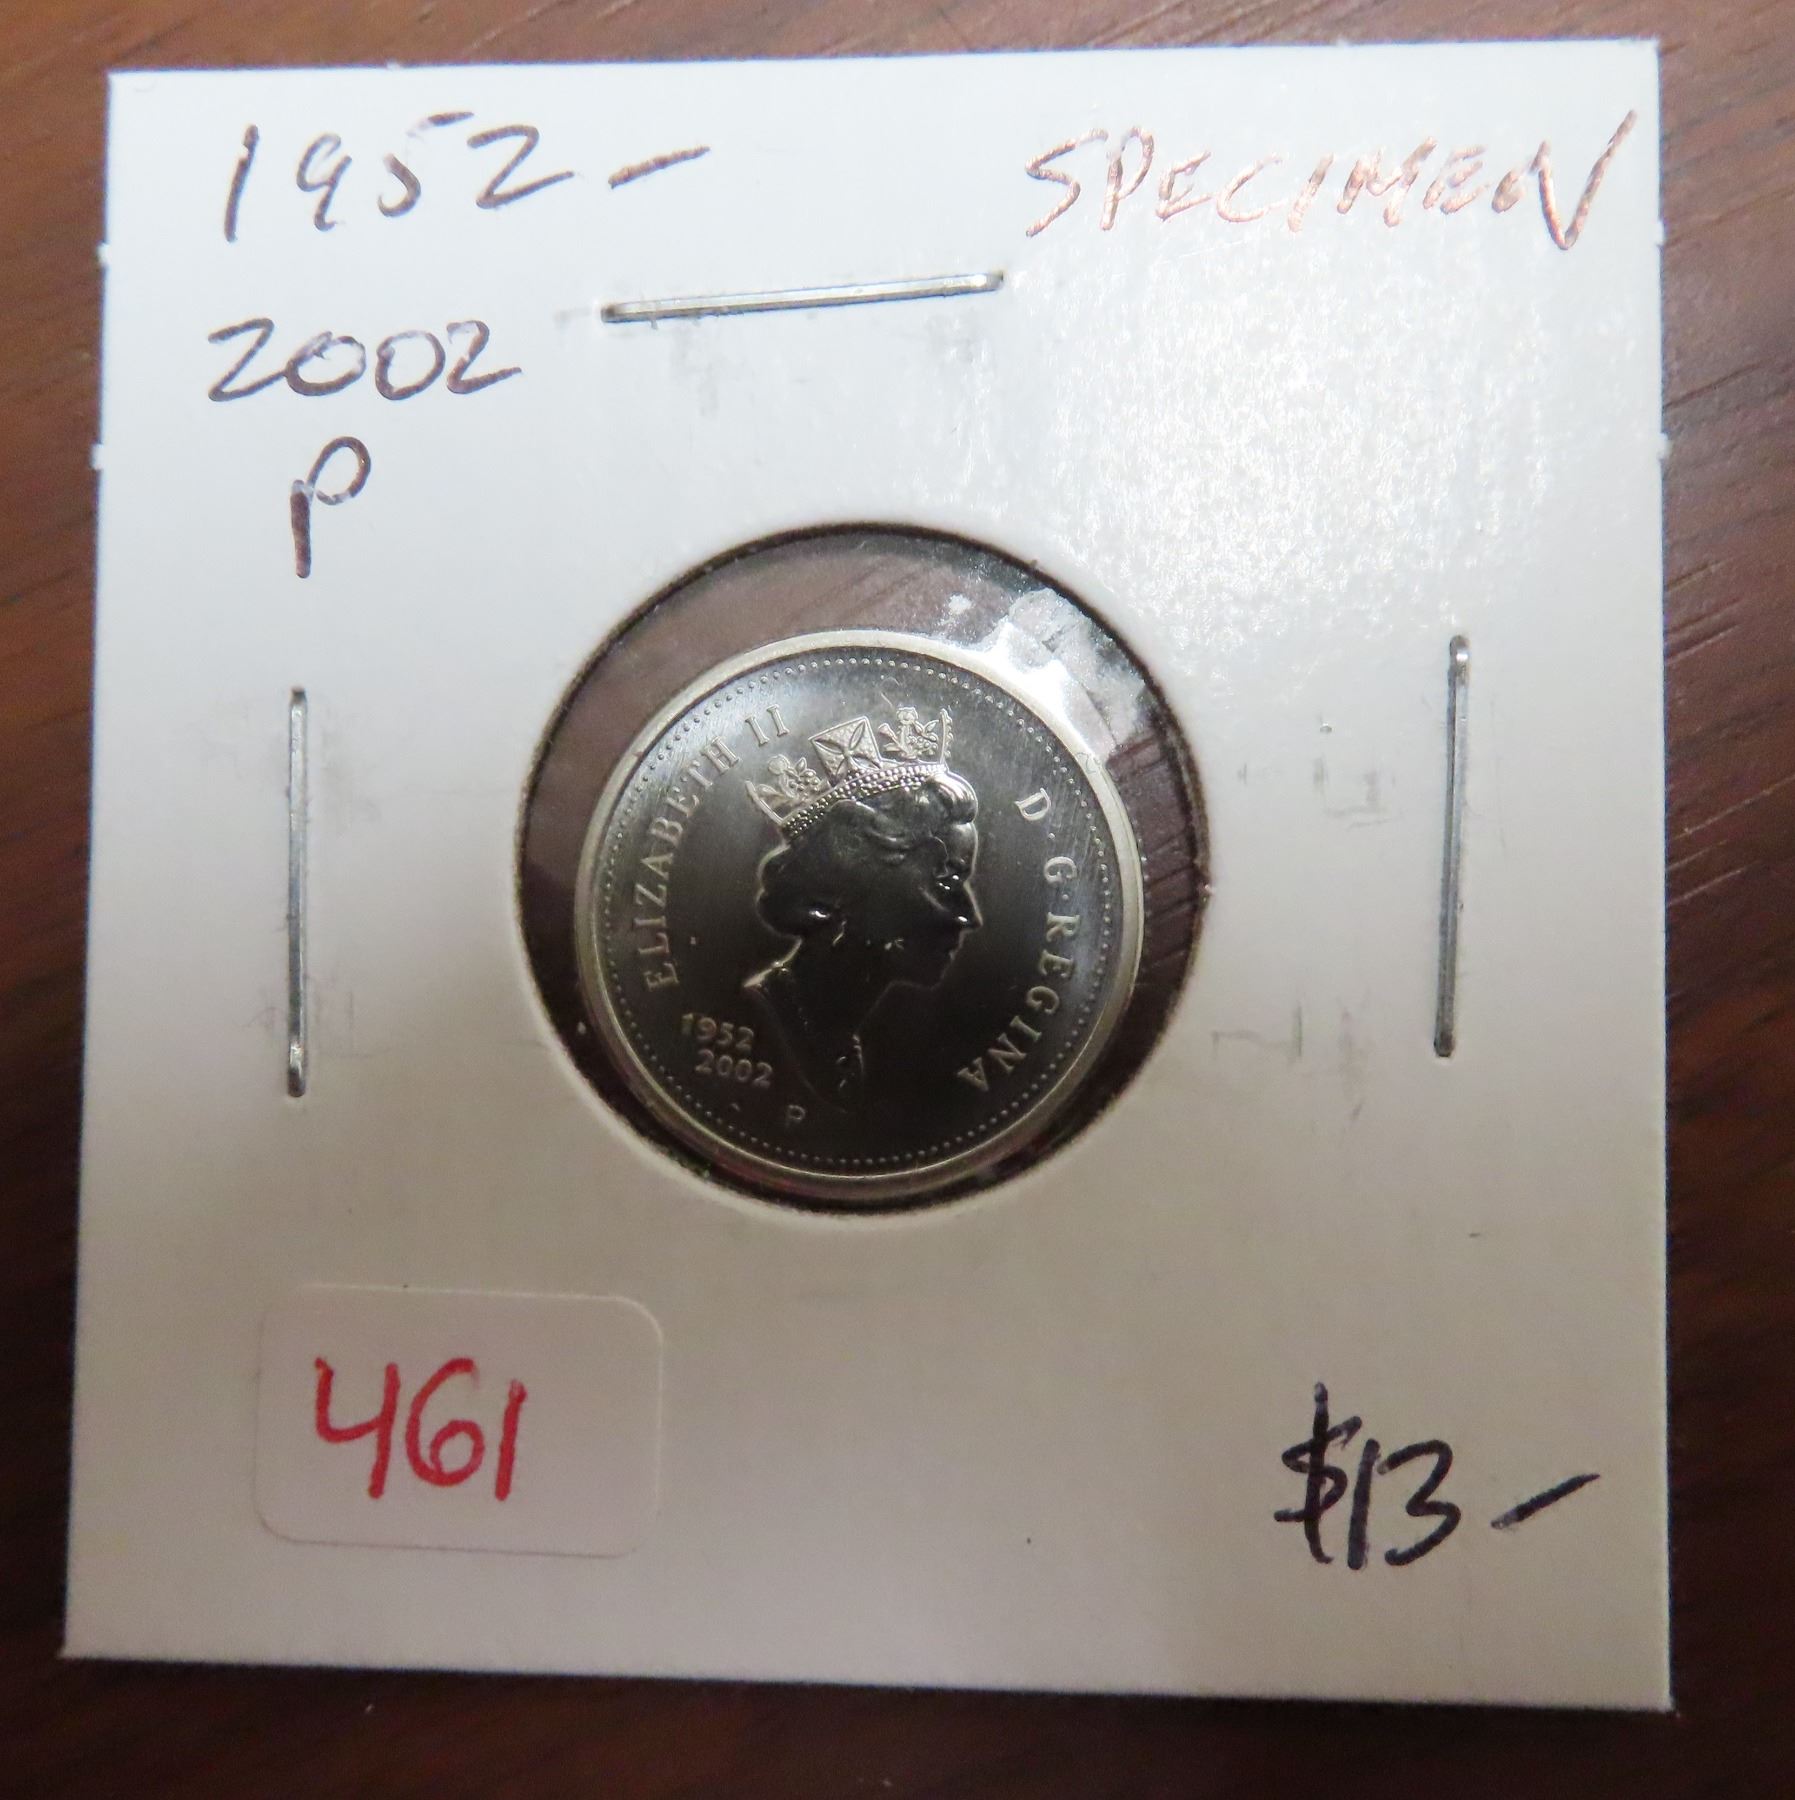 1952- SPECIMEN
2002
P
ELIZABETH II D·G·REGINA
1952
2002
P
461
$13-